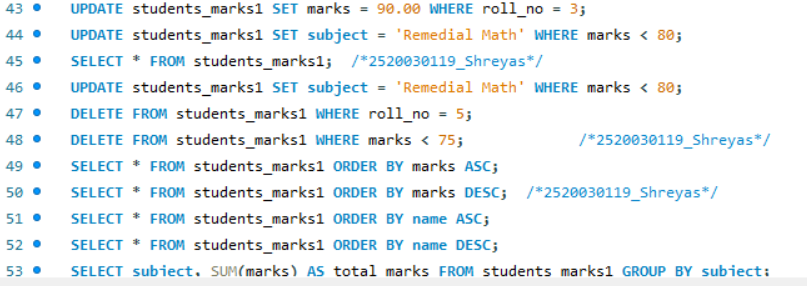 43 UPDATE students_marks1 SET marks = 90.00 WHERE roll_no = 3;
44 UPDATE students_marks1 SET subject = 'Remedial Math' WHERE marks < 80;
45 SELECT * FROM students_marks1; /*2520030119_Shreyas*/
46 UPDATE students_marks1 SET subject = 'Remedial Math' WHERE marks < 80;
47 DELETE FROM students_marks1 WHERE roll_no = 5;
48 DELETE FROM students_marks1 WHERE marks < 75; /*2520030119_Shreyas*/
49 SELECT * FROM students_marks1 ORDER BY marks ASC;
50 SELECT * FROM students_marks1 ORDER BY marks DESC; /*2520030119_Shreyas*/
51 SELECT * FROM students_marks1 ORDER BY name ASC;
52 SELECT * FROM students_marks1 ORDER BY name DESC;
53 SELECT subject, SUM(marks) AS total_marks FROM students_marks1 GROUP BY subject;